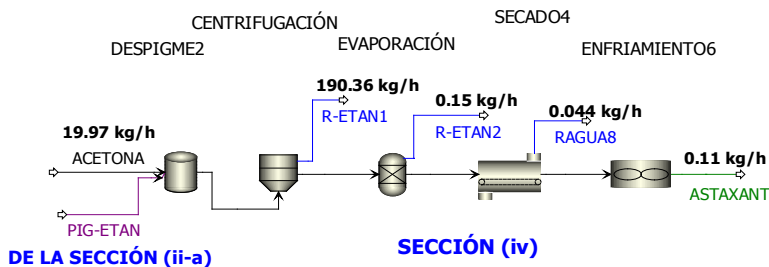 SECADO4
CENTRIFUGACIÓN
DESPIGME2
EVAPORACIÓN
ENFRIAMIENTO6
190.36 kg/h
R-ETAN1
0.15 kg/h
R-ETAN2
0.044 kg/h
RAGUA8
19.97 kg/h
ACETONA
0.11 kg/h
ASTAXANT
PIG-ETAN
DE LA SECCIÓN (ii-a)
SECCIÓN (iv)